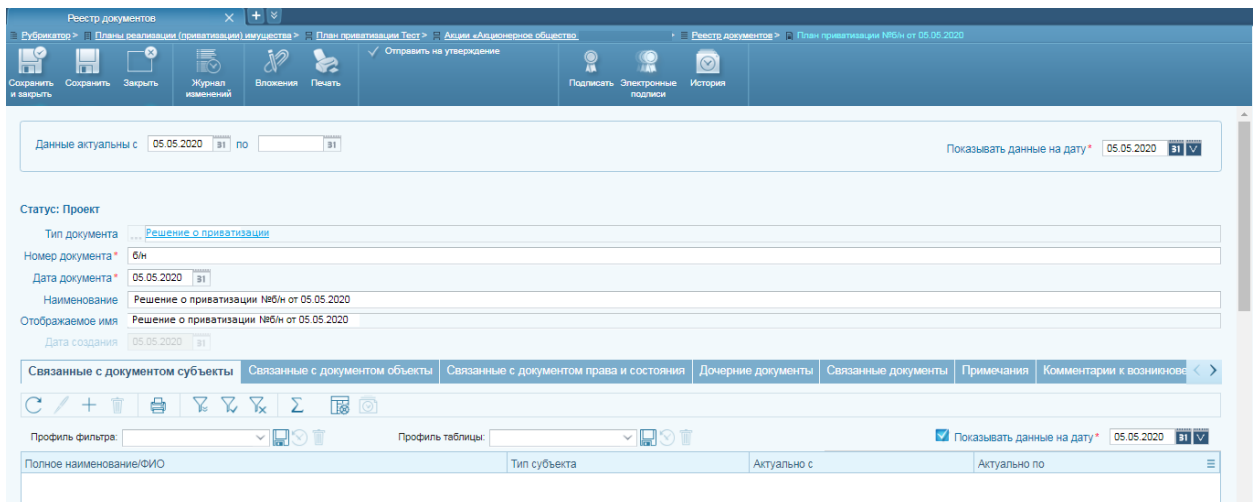 Реестр документов
Рубрикатор > Планы реализации (приватизации) имущества > План приватизации Тест > Акции «Акционерное общество Реестр документов > План приватизации №б/н от 05.05.2020
Сохранить и закрыть
Сохранить
Закрыть
Журнал изменений
Вложения
Печать
Отправить на утверждение
Подписать
Электронные подписи
История
Данные актуальны с 05.05.2020 31 по 31
Показывать данные на дату* 05.05.2020 31
Статус: Проект
Тип документа ... Решение о приватизации
Номер документа* б/н
Дата документа* 05.05.2020 31
Наименование Решение о приватизации №б/н от 05.05.2020
Отображаемое имя Решение о приватизации №б/н от 05.05.2020
Дата создания 05.05.2020 31
Связанные с документом субъекты Связанные с документом объекты Связанные с документом права и состояния Дочерние документы Связанные документы Примечания Комментарии к возникнове
Профиль фильтра: Профиль таблицы: Показывать данные на дату* 05.05.2020 31
Полное наименование/ФИО Тип субъекта Актуально с Актуально по